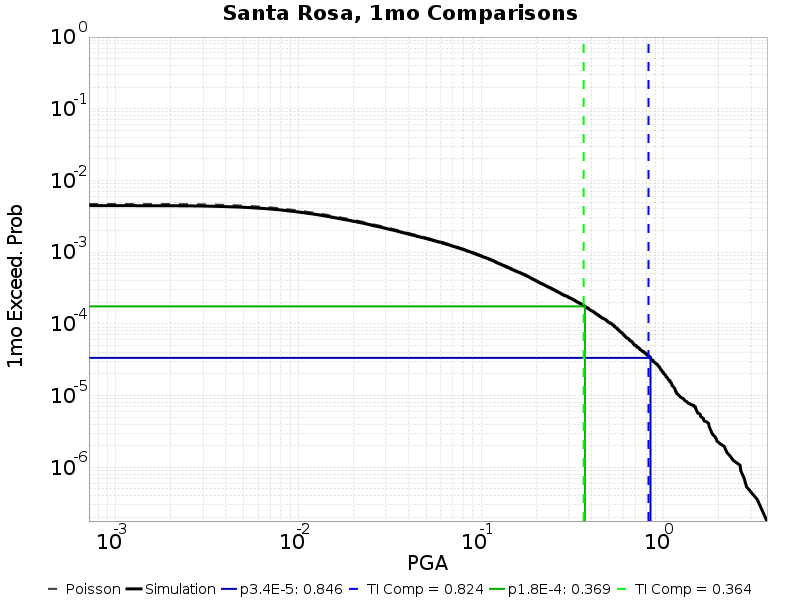 Santa Rosa, 1mo Comparisons
1mo Exceed. Prob
10^0
10^-1
10^-2
10^-3
10^-4
10^-5
10^-6
10^-3 10^-2 10^-1 10^0
PGA
Poisson Simulation p3.4E-5: 0.846 TI Comp = 0.824 p1.8E-4: 0.369 TI Comp = 0.364